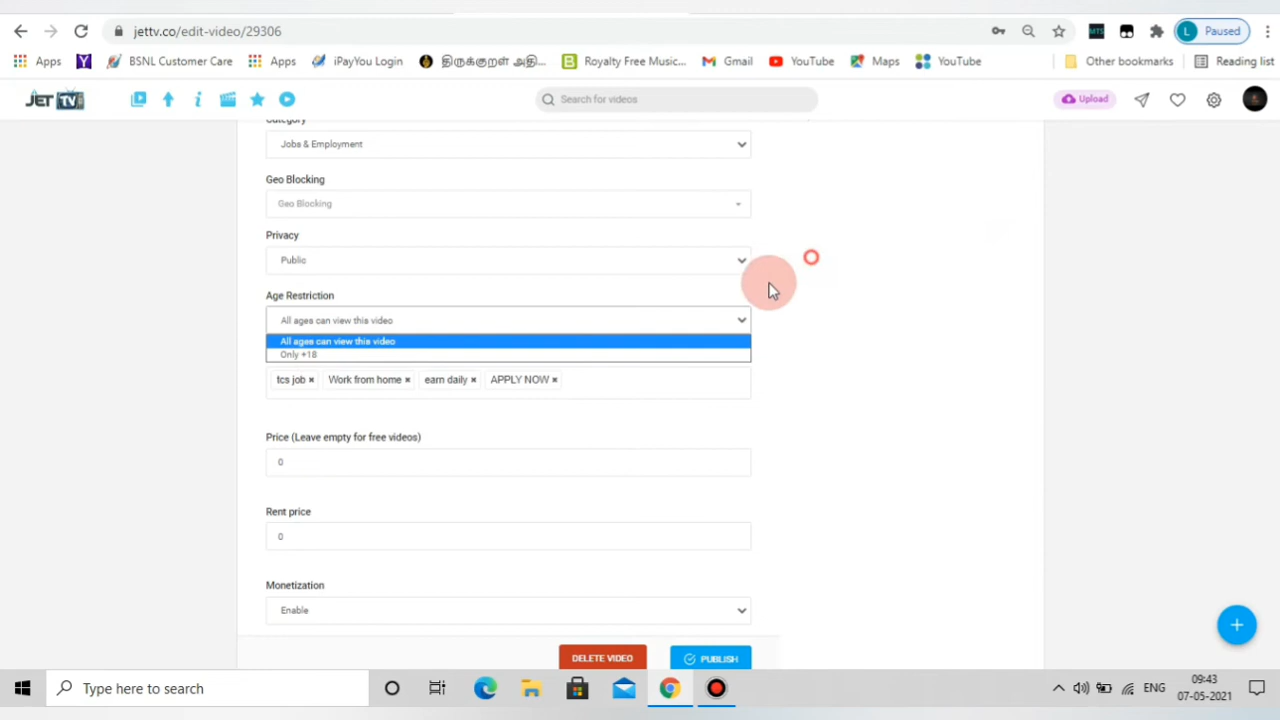 jettv.co/edit-video/29306
L Paused
Apps
BSNL Customer Care
Apps
iPayYou Login
திருக்குறள் அதி...
Royalty Free Music...
Gmail
YouTube
Maps
YouTube
Other bookmarks
Reading list
JET TV
Search for videos
Upload
Category
Jobs & Employment
Geo Blocking
Geo Blocking
Privacy
Public
Age Restriction
All ages can view this video
All ages can view this video
Only +18
tcs job × Work from home × earn daily × APPLY NOW ×
Price (Leave empty for free videos)
0
Rent price
0
Monetization
Enable
DELETE VIDEO
PUBLISH
Type here to search
ENG
09:43
07-05-2021